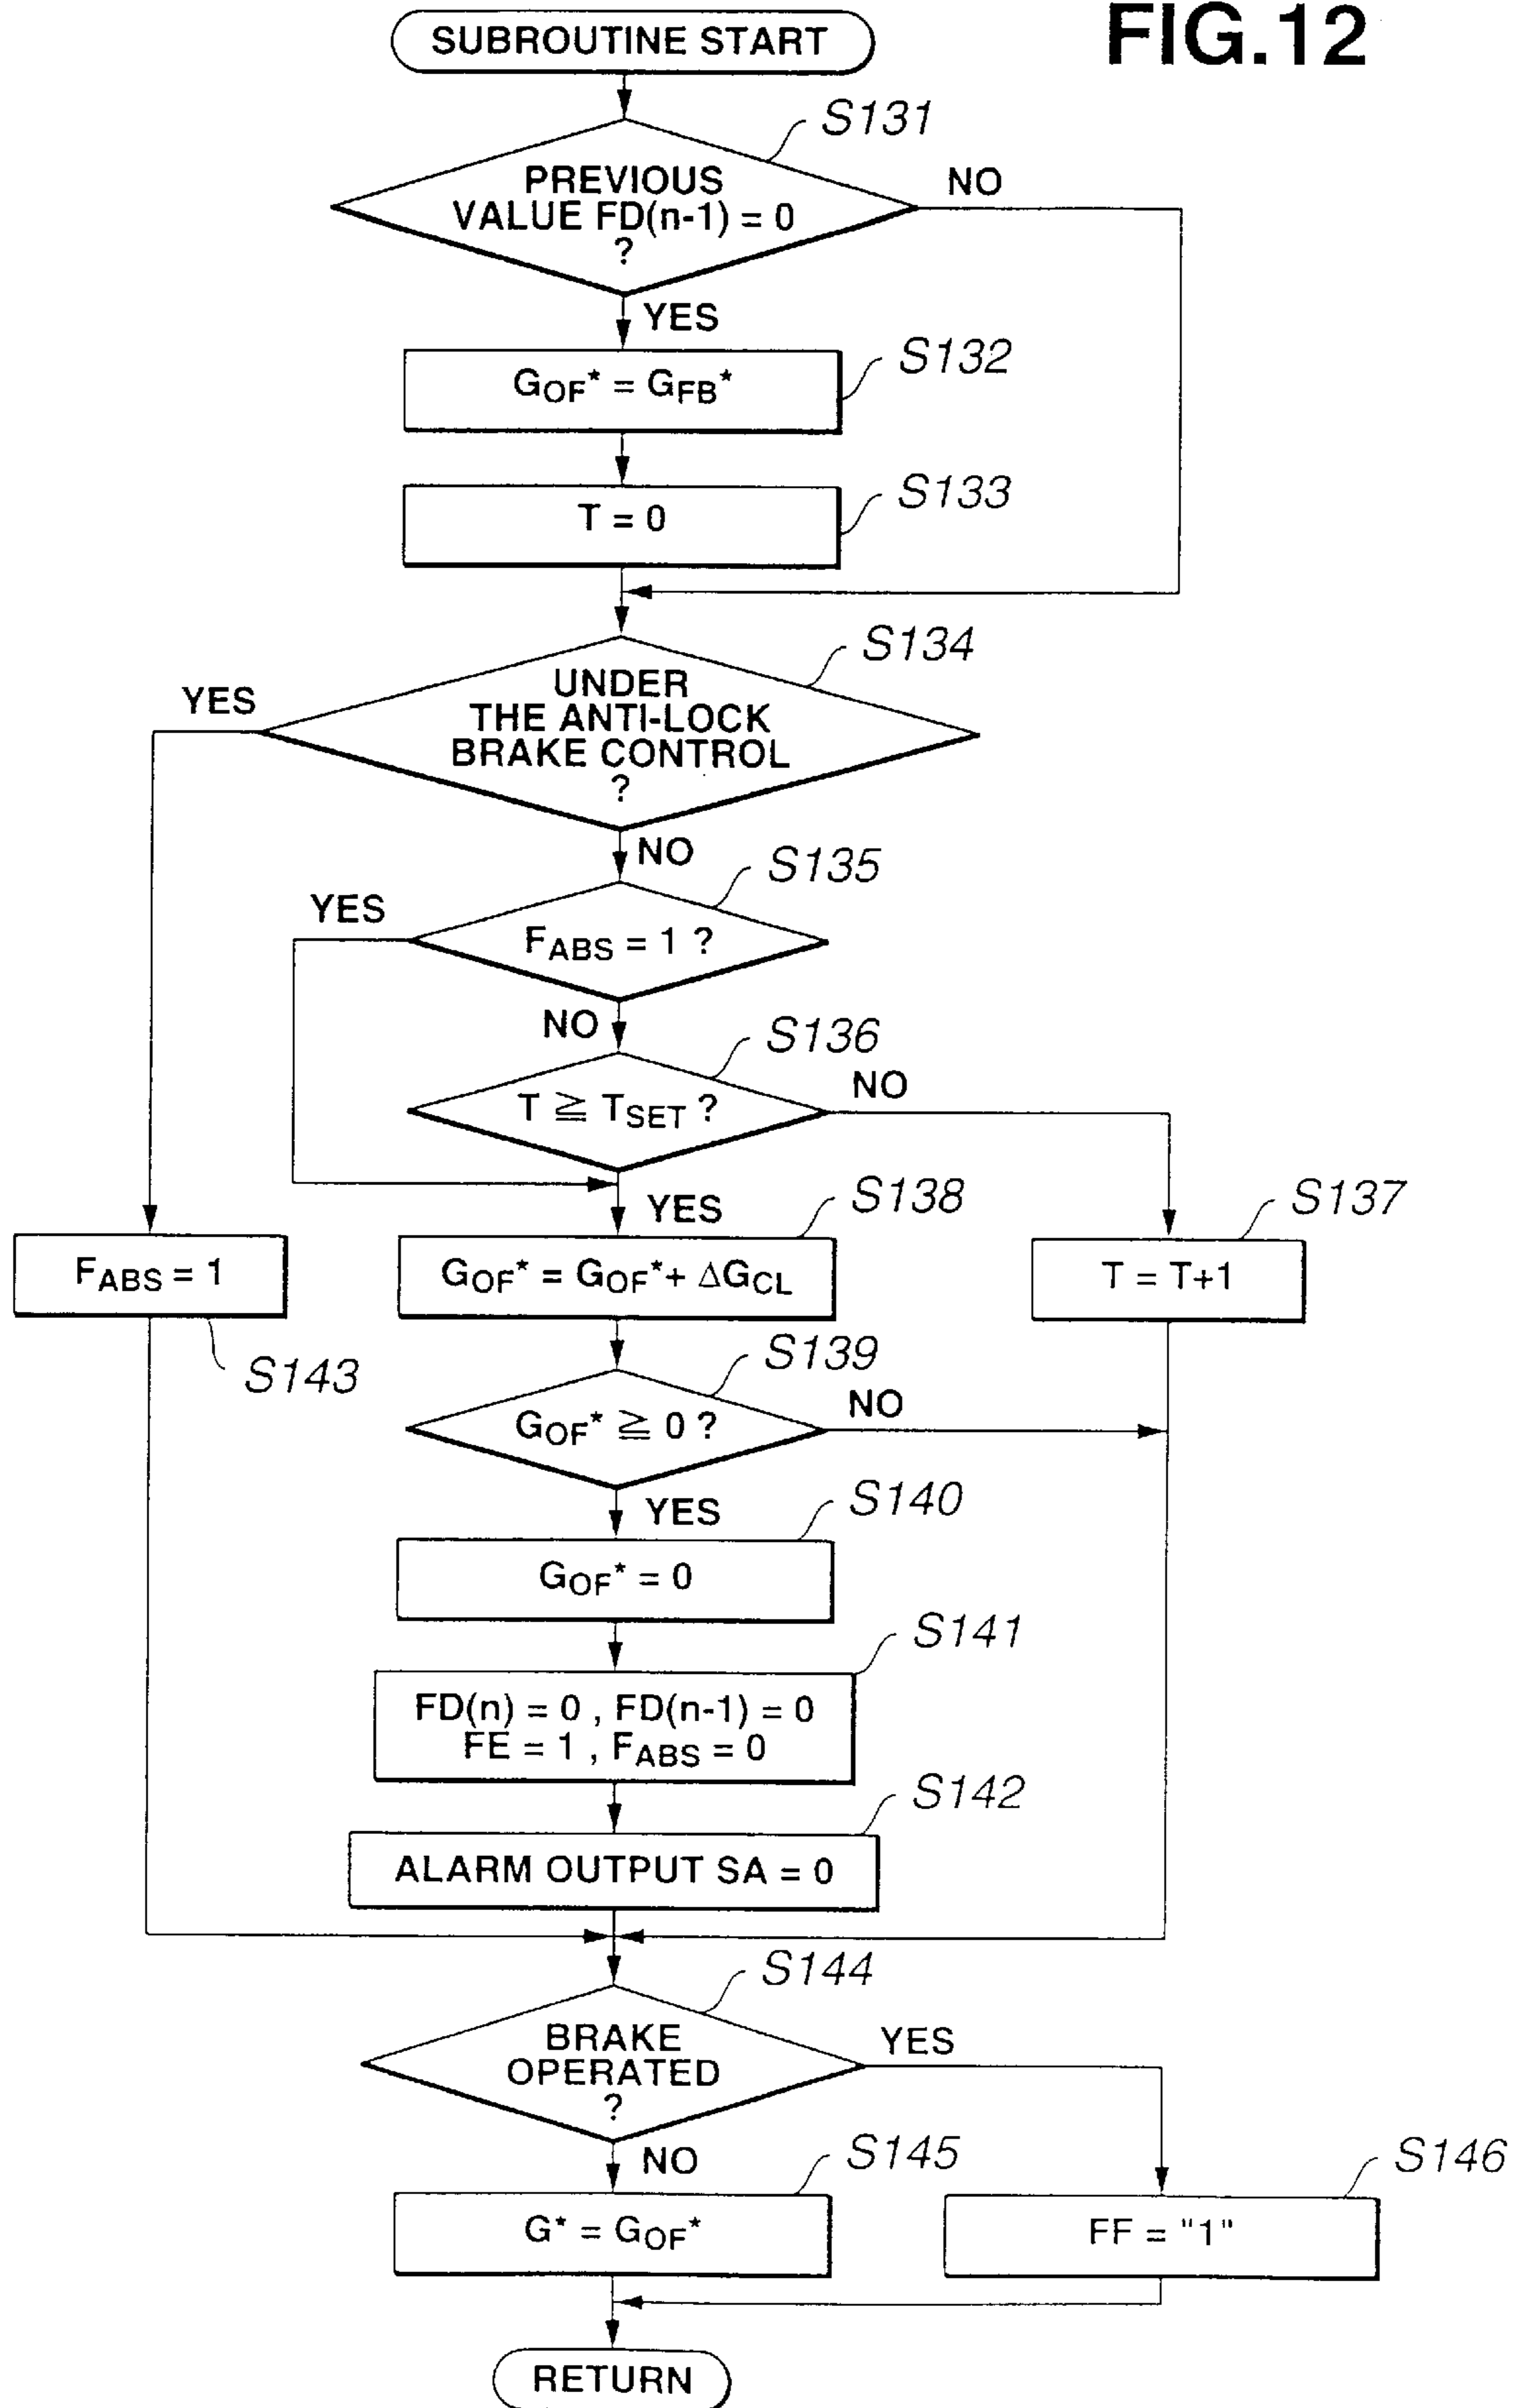 FIG.12
SUBROUTINE START
S131
PREVIOUS
VALUE FD(n-1) = 0
?
NO
YES
S132
GOF* = GFB*
S133
T = 0
S134
UNDER
THE ANTI-LOCK
BRAKE CONTROL
?
YES
NO
S135
YES
FABS = 1 ?
NO
S136
T ≧ TSET ?
NO
YES
S138
S137
FABS = 1
GOF* = GOF* + ΔGCL
T = T+1
S143
S139
GOF* ≧ 0 ?
NO
YES
S140
GOF* = 0
S141
FD(n) = 0 , FD(n-1) = 0
FE = 1 , FABS = 0
S142
ALARM OUTPUT SA = 0
S144
BRAKE
OPERATED
?
YES
NO
S145
S146
G* = GOF*
FF = "1"
RETURN